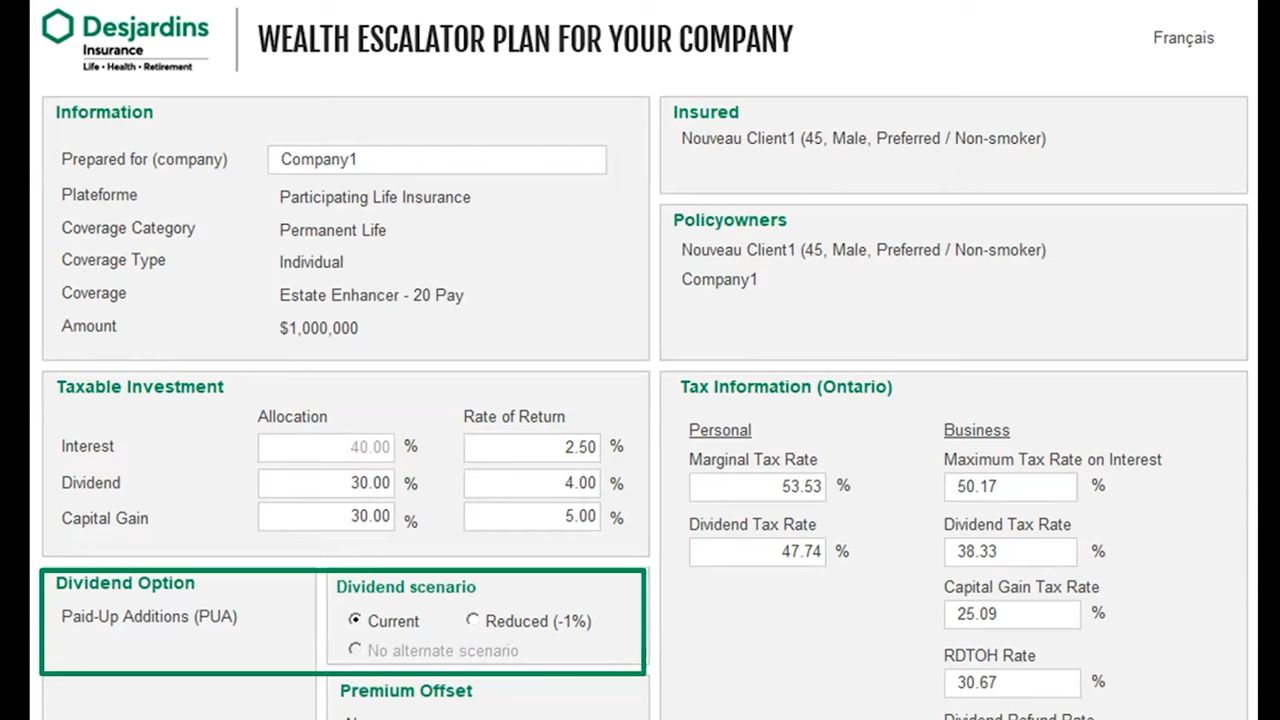 Desjardins
Insurance
Life • Health • Retirement
WEALTH ESCALATOR PLAN FOR YOUR COMPANY
Français
Information
Prepared for (company) Company1
Plateforme Participating Life Insurance
Coverage Category Permanent Life
Coverage Type Individual
Coverage Estate Enhancer - 20 Pay
Amount $1,000,000
Insured
Nouveau Client1 (45, Male, Preferred / Non-smoker)
Policyowners
Nouveau Client1 (45, Male, Preferred / Non-smoker)
Company1
Taxable Investment
Allocation Rate of Return
Interest 40.00 % 2.50 %
Dividend 30.00 % 4.00 %
Capital Gain 30.00 % 5.00 %
Tax Information (Ontario)
Personal
Marginal Tax Rate
53.53 %
Dividend Tax Rate
47.74 %
Business
Maximum Tax Rate on Interest
50.17 %
Dividend Tax Rate
38.33 %
Capital Gain Tax Rate
25.09 %
RDTOH Rate
30.67 %
Dividend Refund Rate
Dividend Option
Paid-Up Additions (PUA)
Dividend scenario
Current Reduced (-1%)
No alternate scenario
Premium Offset